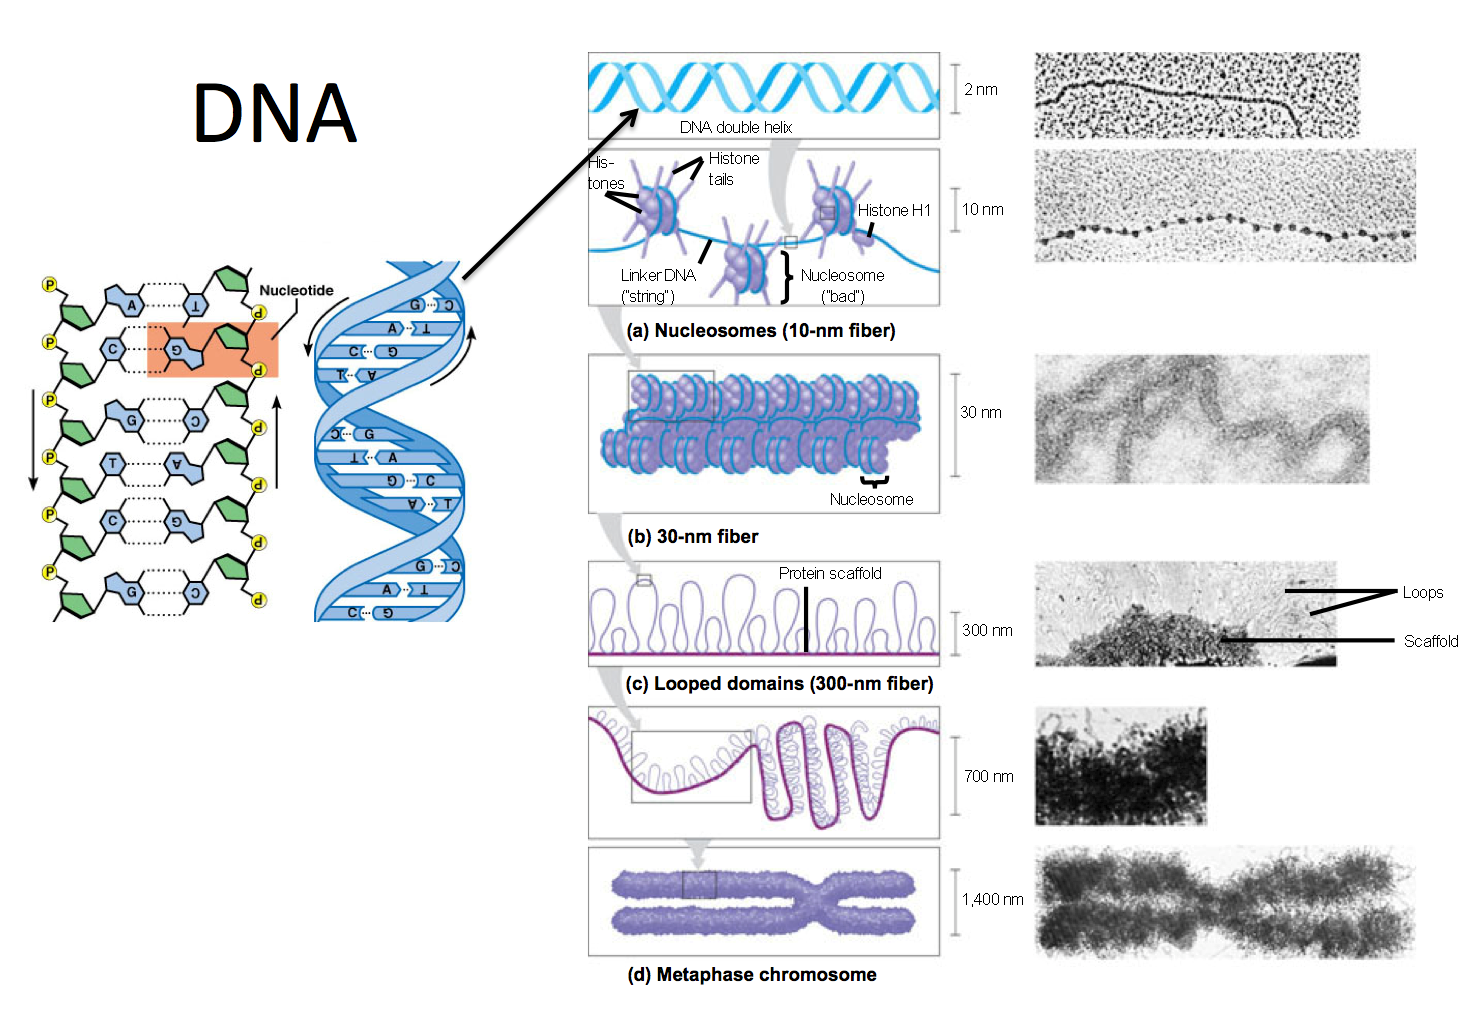 DNA
P
A
T
Nucleotide
P
P
C
G
P
P
G
C
P
P
T
A
P
P
C
G
P
P
G
C
P
G
C
A
T
C
G
T
A
C
G
T
A
G
C
A
T
G
C
A
T
C
G
DNA double helix
2 nm
His-
tones
Histone
tails
Histone H1
10 nm
Linker DNA
("string")
Nucleosome
("bad")
(a) Nucleosomes (10-nm fiber)
30 nm
Nucleosome
(b) 30-nm fiber
Protein scaffold
300 nm
Loops
Scaffold
(c) Looped domains (300-nm fiber)
700 nm
1,400 nm
(d) Metaphase chromosome